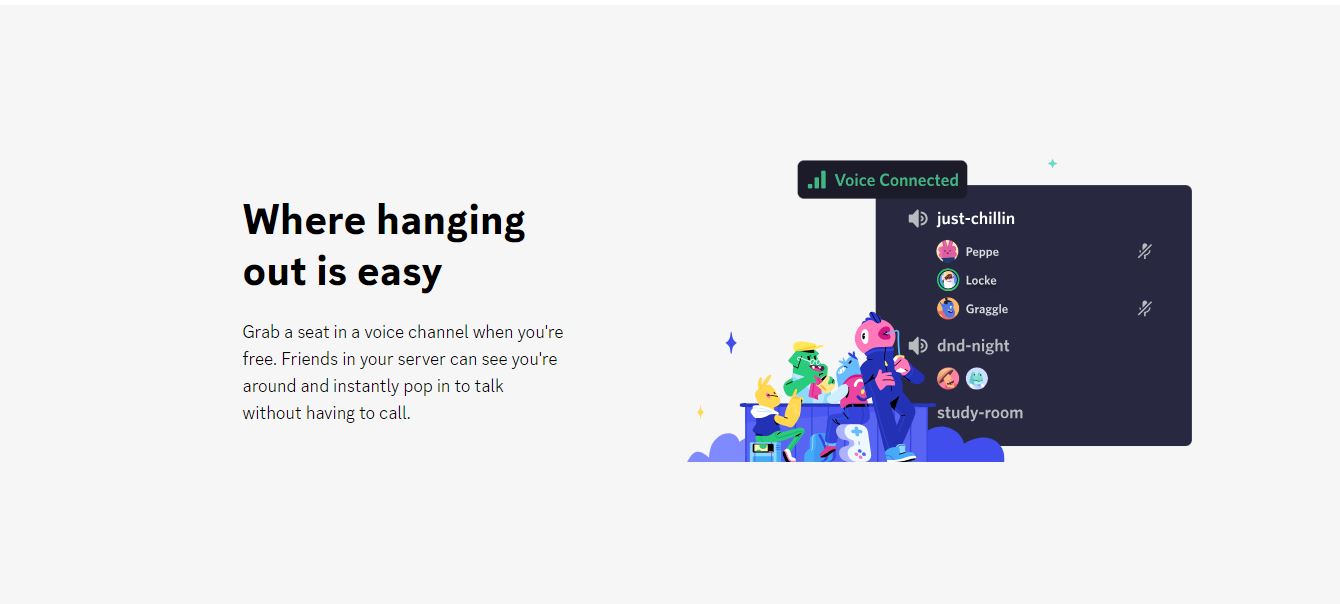 Where hanging
out is easy
Grab a seat in a voice channel when you're
free. Friends in your server can see you're
around and instantly pop in to talk
without having to call.
Voice Connected
just-chillin
Peppe
Locke
Graggle
dnd-night
study-room